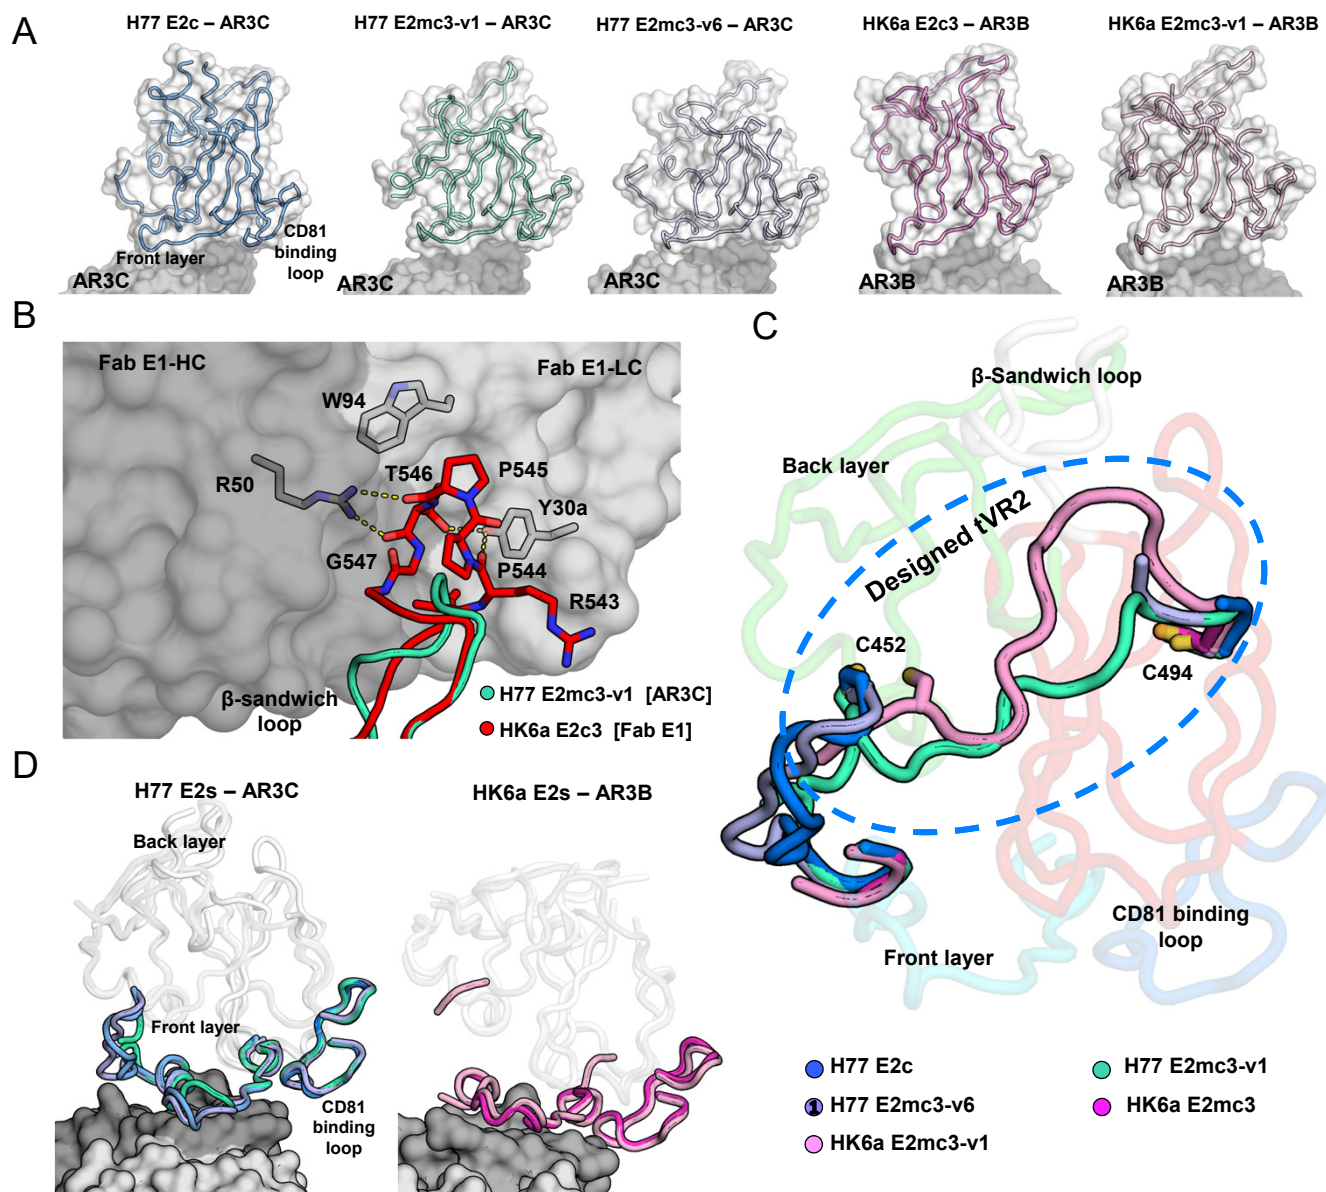 A
H77 E2c – AR3C
H77 E2mc3-v1 – AR3C
H77 E2mc3-v6 – AR3C
HK6a E2c3 – AR3B
HK6a E2mc3-v1 – AR3B
CD81
binding
loop
Front layer
AR3C
AR3C
AR3C
AR3B
AR3B
B
Fab E1-HC
Fab E1-LC
W94
T546
P545
R50
Y30a
G547
P544
R543
β-sandwich
loop
H77 E2mc3-v1 [AR3C]
HK6a E2c3 [Fab E1]
C
β-Sandwich loop
Back layer
Designed tVR2
C452
C494
CD81 binding
loop
Front layer
H77 E2c
H77 E2mc3-v1
1
H77 E2mc3-v6
HK6a E2mc3
HK6a E2mc3-v1
D
H77 E2s – AR3C
HK6a E2s – AR3B
Back layer
Front layer
CD81
binding
loop